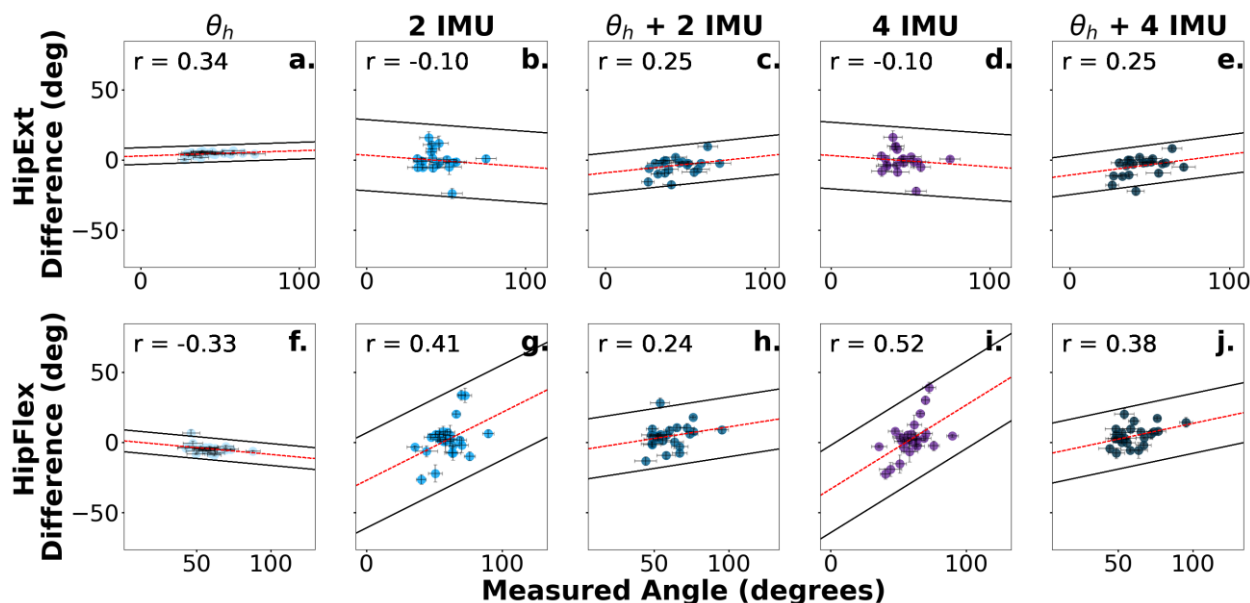 θh 2 IMU θh + 2 IMU 4 IMU θh + 4 IMU
HipExt
Difference (deg)
50
0
−50
r = 0.34 a.
r = -0.10 b.
r = 0.25 c.
r = -0.10 d.
r = 0.25 e.
0 100
0 100
0 100
0 100
0 100
HipFlex
Difference (deg)
50
0
−50
r = -0.33 f.
r = 0.41 g.
r = 0.24 h.
r = 0.52 i.
r = 0.38 j.
50 100
0 100
0 50 100
0 100
0 50 100
Measured Angle (degrees)